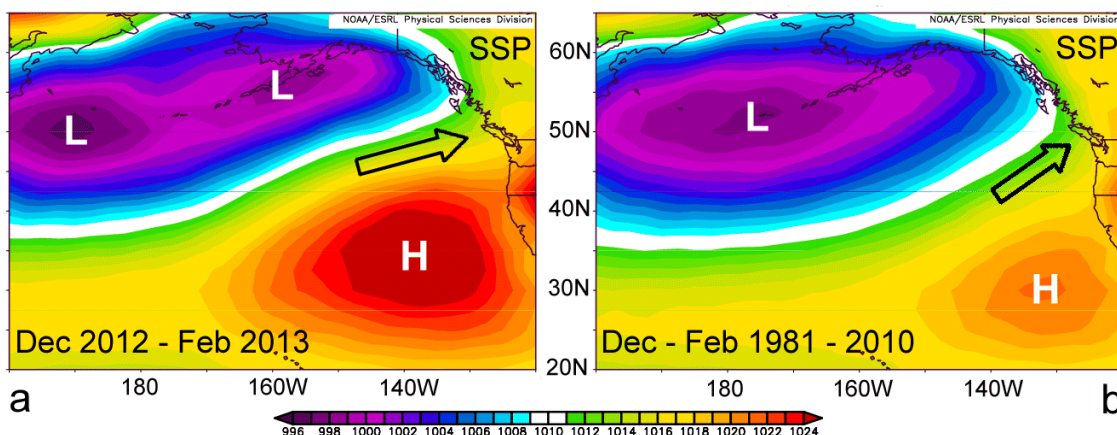 NOAA/ESRL Physical Sciences Division
SSP
L
L
H
Dec 2012 - Feb 2013
180 160W 140W
a
60N
50N
40N
30N
20N
NOAA/ESRL Physical Sciences Division
SSP
L
H
Dec - Feb 1981 - 2010
180 160W 140W
b
996 998 1000 1002 1004 1006 1008 1010 1012 1014 1016 1018 1020 1022 1024